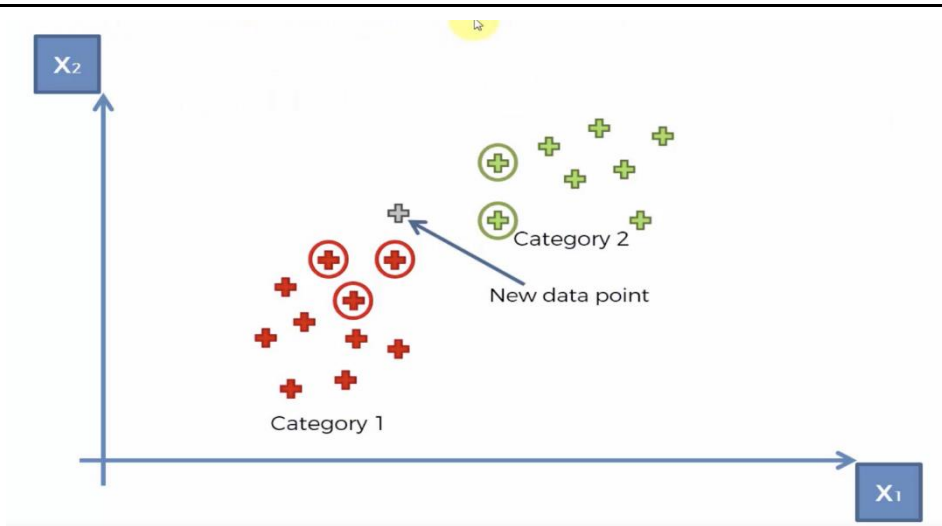 X₂
Category 2
New data point
Category 1
X₁